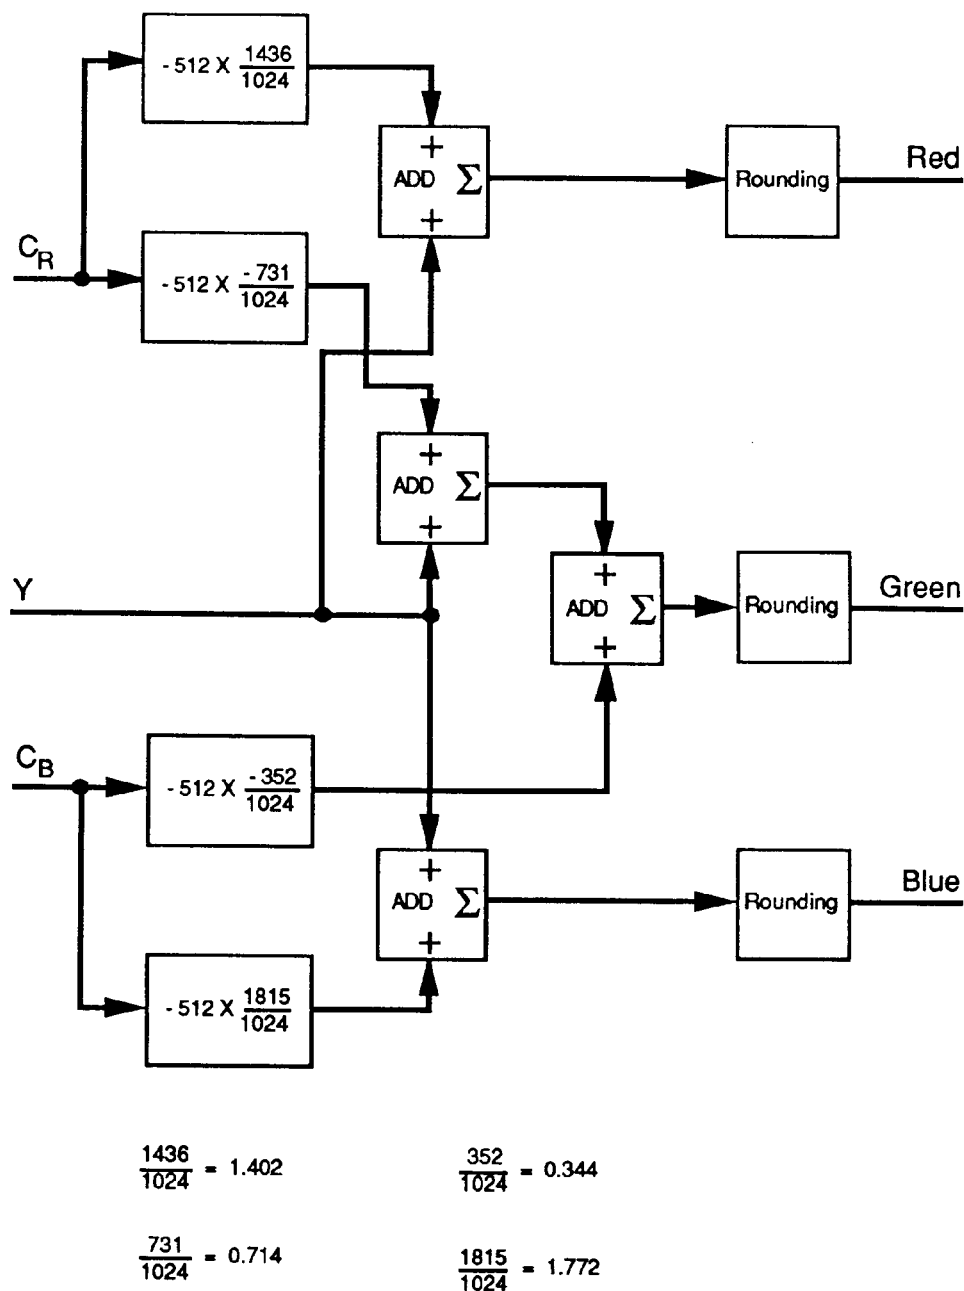 - 512 X 1436/1024
+
ADD Σ
+
Rounding
Red
C_R
- 512 X - 731/1024
+
ADD Σ
+
Y
+
ADD Σ
+
Rounding
Green
C_B
- 512 X - 352/1024
+
ADD Σ
+
Rounding
Blue
- 512 X 1815/1024
1436/1024 = 1.402
352/1024 = 0.344
731/1024 = 0.714
1815/1024 = 1.772